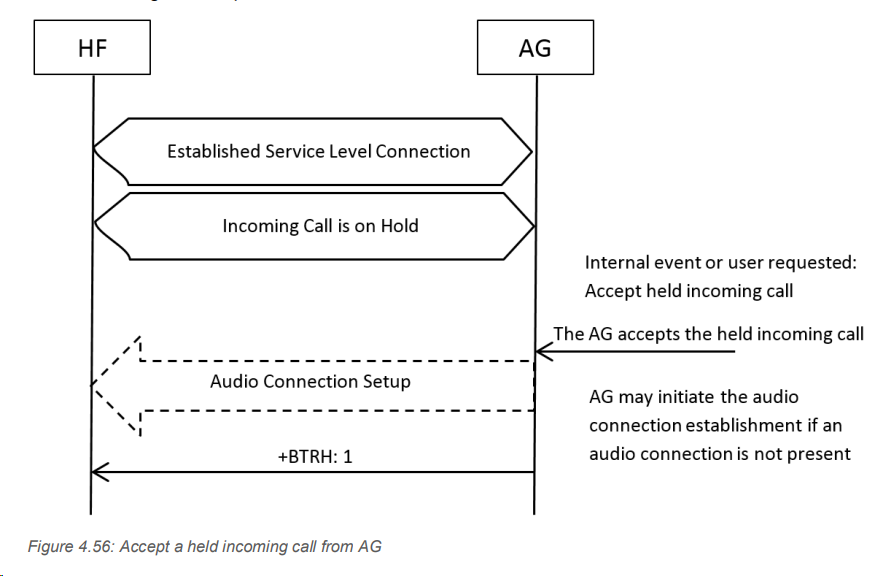 HF
AG
Established Service Level Connection
Incoming Call is on Hold
Internal event or user requested:
Accept held incoming call
The AG accepts the held incoming call
Audio Connection Setup
AG may initiate the audio
connection establishment if an
audio connection is not present
+BTRH: 1
Figure 4.56: Accept a held incoming call from AG